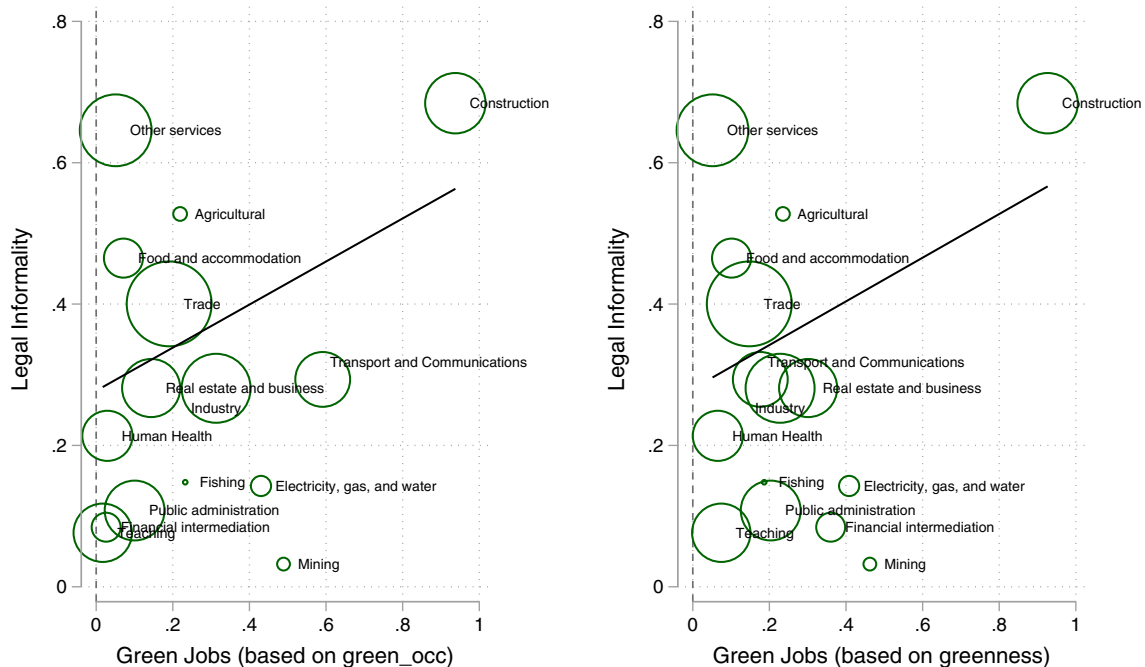 .8
.6
.4
.2
0
Legal Informality
Construction
Other services
Agricultural
Food and accommodation
Trade
Transport and Communications
Real estate and business
Industry
Human Health
Fishing
Electricity, gas, and water
Public administration
Financial intermediation
Teaching
Mining
0 .2 .4 .6 .8 1
Green Jobs (based on green_occ)
.8
.6
.4
.2
0
Legal Informality
Construction
Other services
Agricultural
Food and accommodation
Trade
Transport and Communications
Real estate and business
Industry
Human Health
Fishing
Electricity, gas, and water
Public administration
Financial intermediation
Teaching
Mining
0 .2 .4 .6 .8 1
Green Jobs (based on greenness)